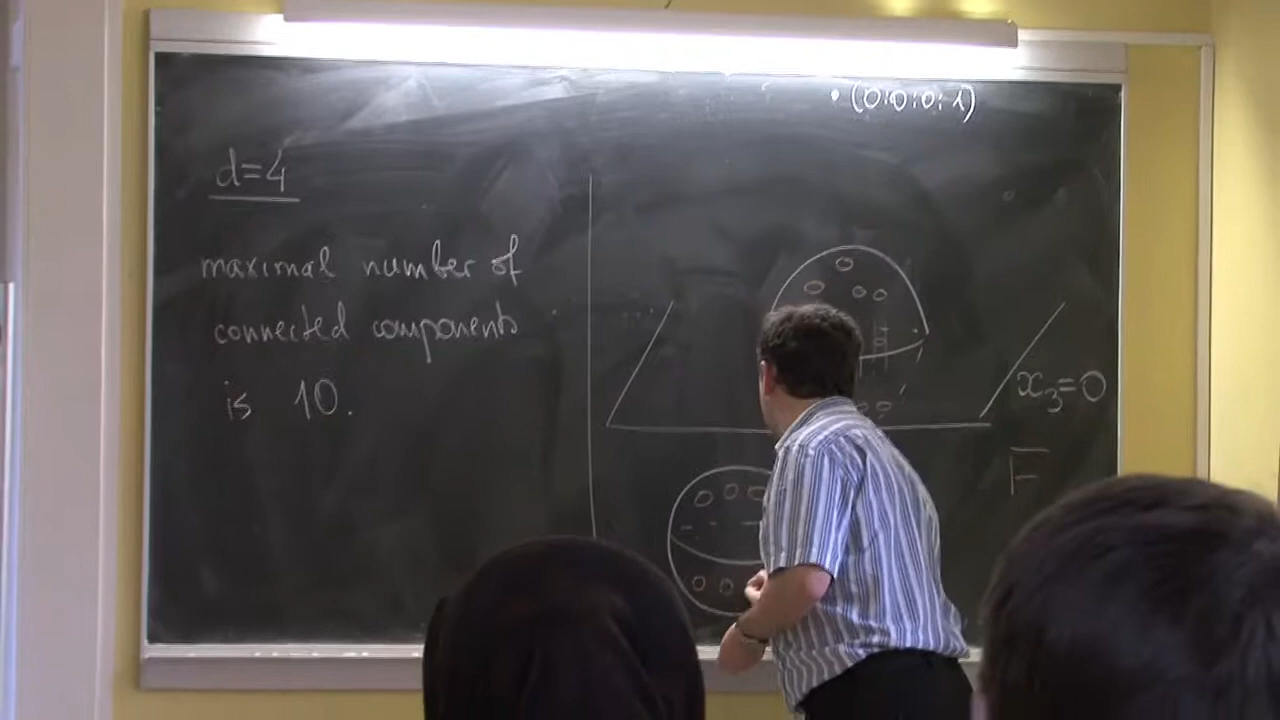 d=4
maximal number of
connected components
is 10.
(0:0:0:1)
x₃=0
F